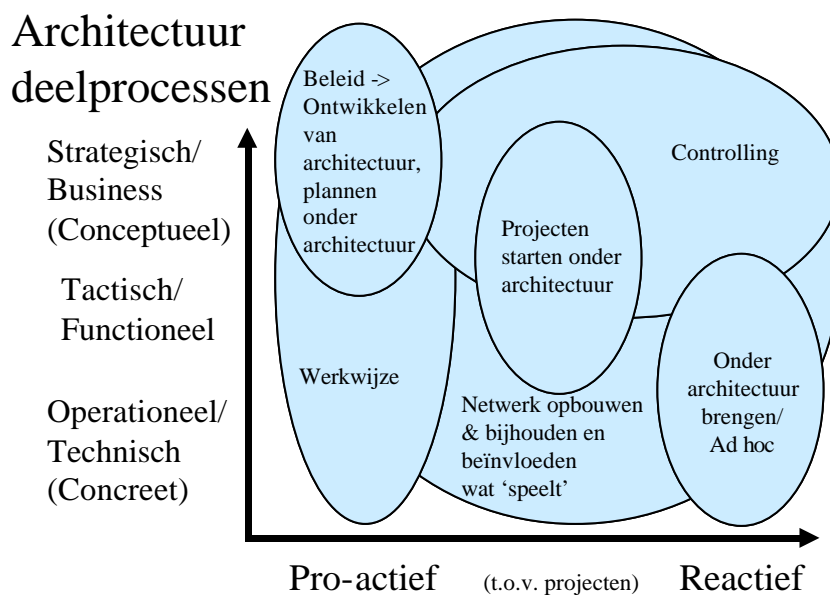 Architectuur
deelprocessen
Strategisch/
Business
(Conceptueel)
Tactisch/
Functioneel
Operationeel/
Technisch
(Concreet)
Beleid ->
Ontwikkelen
van
architectuur,
plannen
onder
architectuur
Controlling
Projecten
starten onder
architectuur
Werkwijze
Netwerk opbouwen
& bijhouden en
beïnvloeden
wat ‘speelt’
Onder
architectuur
brengen/
Ad hoc
Pro-actief (t.o.v. projecten) Reactief